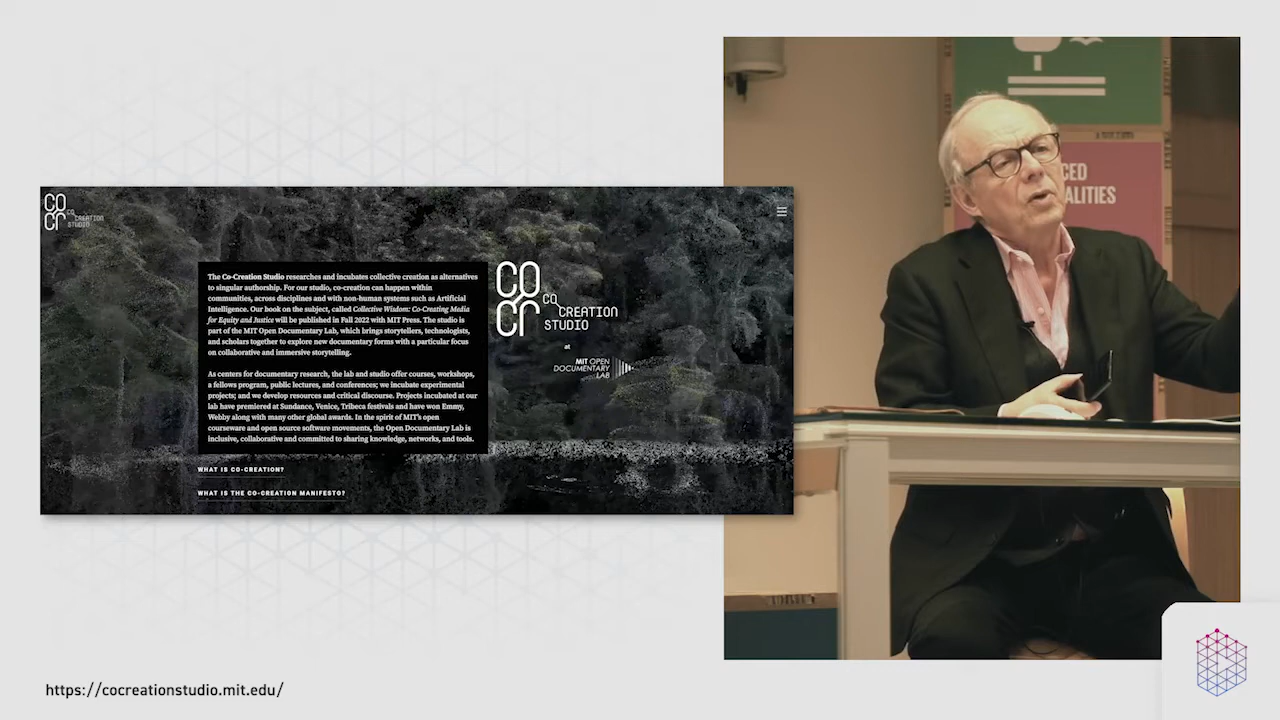 CO
CR
CO
CREATION
STUDIO
The Co-Creation Studio researches and incubates collective creation as alternatives
to singular authorship. For our studio, co-creation can happen within
communities, across disciplines and with non-human systems such as Artificial
Intelligence. Our book on the subject, called Collective Wisdom: Co-Creating Media
for Equity and Justice will be published in Fall 2022 with MIT Press. The studio is
part of the MIT Open Documentary Lab, which brings storytellers, technologists,
and scholars together to explore new documentary forms with a particular focus
on collaborative and immersive storytelling.
As centers for documentary research, the lab and studio offer courses, workshops,
a fellows program, public lectures, and conferences; we incubate experimental
projects; and we develop resources and critical discourse. Projects incubated at our
lab have premiered at Sundance, Venice, Tribeca festivals and have won Emmy,
Webby along with many other global awards. In the spirit of MIT's open
courseware and open source software movements, the Open Documentary Lab is
inclusive, collaborative and committed to sharing knowledge, networks, and tools.
WHAT IS CO-CREATION?
WHAT IS THE CO-CREATION MANIFESTO?
CO
CR
CO
CREATION
STUDIO
at
MIT OPEN
DOCUMENTARY
LAB
CED
ALITIES
https://cocreationstudio.mit.edu/